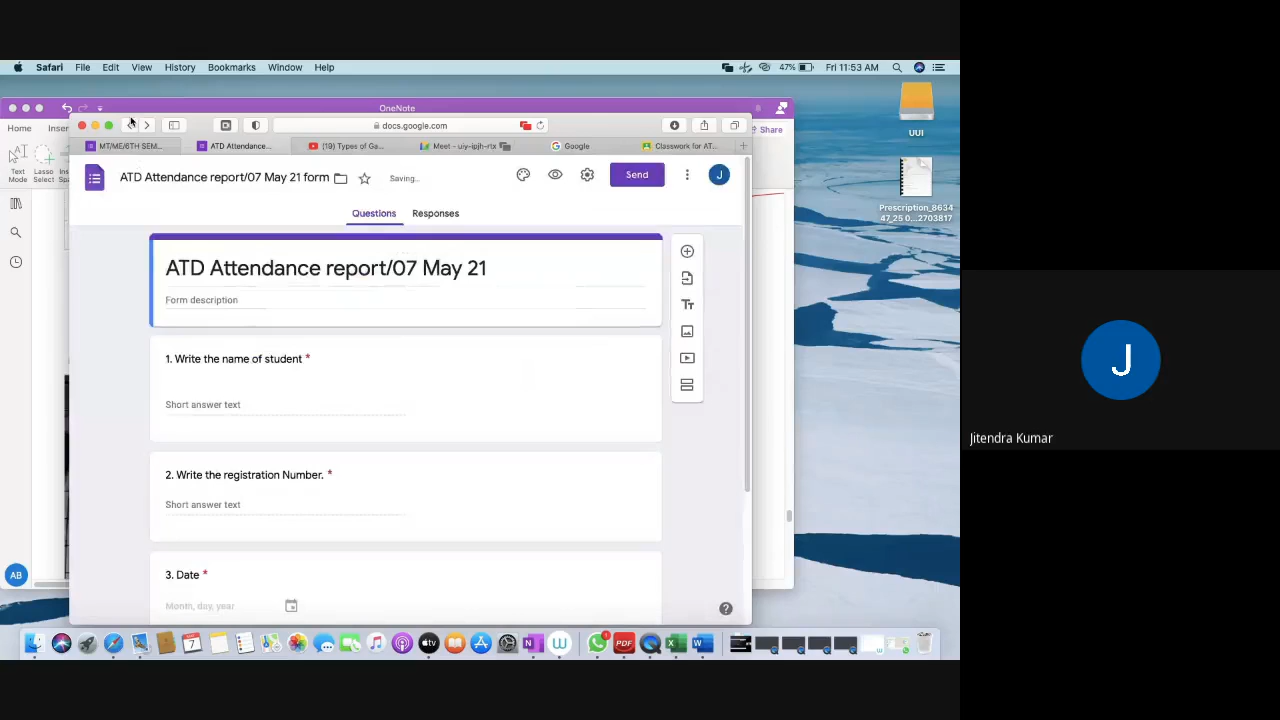 Safari File Edit View History Bookmarks Window Help
47% Fri 11:53 AM
OneNote
Home
Share
docs.google.com
MT/ME/6TH SEM...
ATD Attendance...
(19) Types of Ga...
Meet - uiy-ipjh-rtx
Google
Classwork for AT...
Text Mode
Lasso Select
ATD Attendance report/07 May 21 form
Saving...
Send
J
Questions Responses
ATD Attendance report/07 May 21
Form description
1. Write the name of student *
Short answer text
2. Write the registration Number. *
Short answer text
3. Date *
Month, day, year
AB
UUI
Prescription_8634
47_25 0...2703817
J
Jitendra Kumar